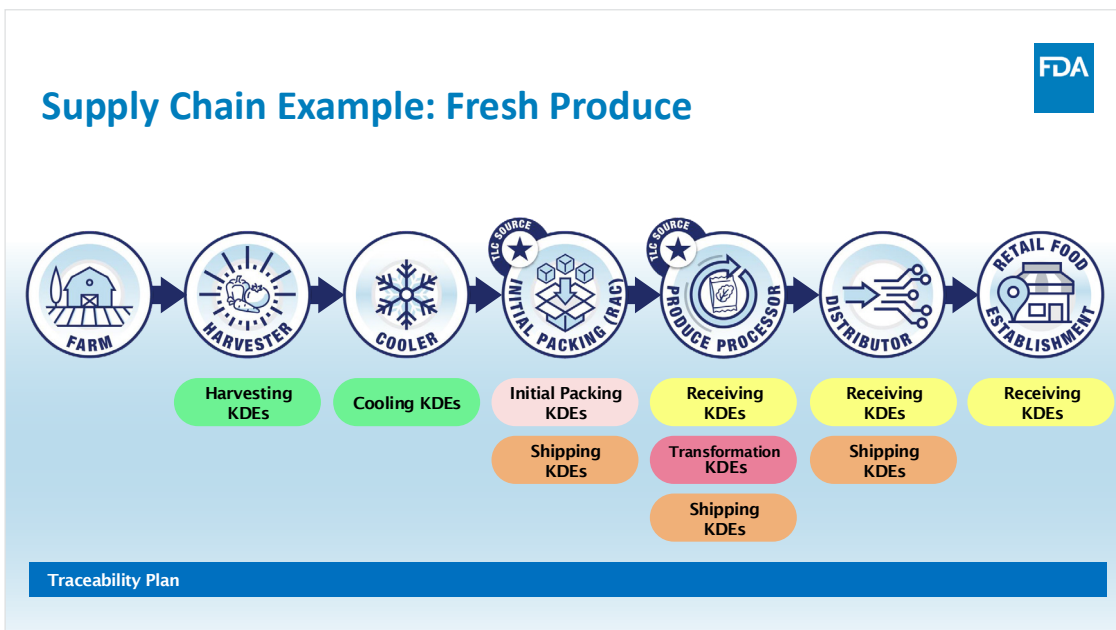 FDA
Supply Chain Example: Fresh Produce
FARM
HARVESTER
COOLER
TLC SOURCE
INITIAL PACKING (RAC)
TLC SOURCE
PRODUCE PROCESSOR
DISTRIBUTOR
RETAIL FOOD
ESTABLISHMENT
Harvesting
KDEs
Cooling KDEs
Initial Packing
KDEs
Shipping
KDEs
Receiving
KDEs
Transformation
KDEs
Shipping
KDEs
Receiving
KDEs
Shipping
KDEs
Receiving
KDEs
Traceability Plan